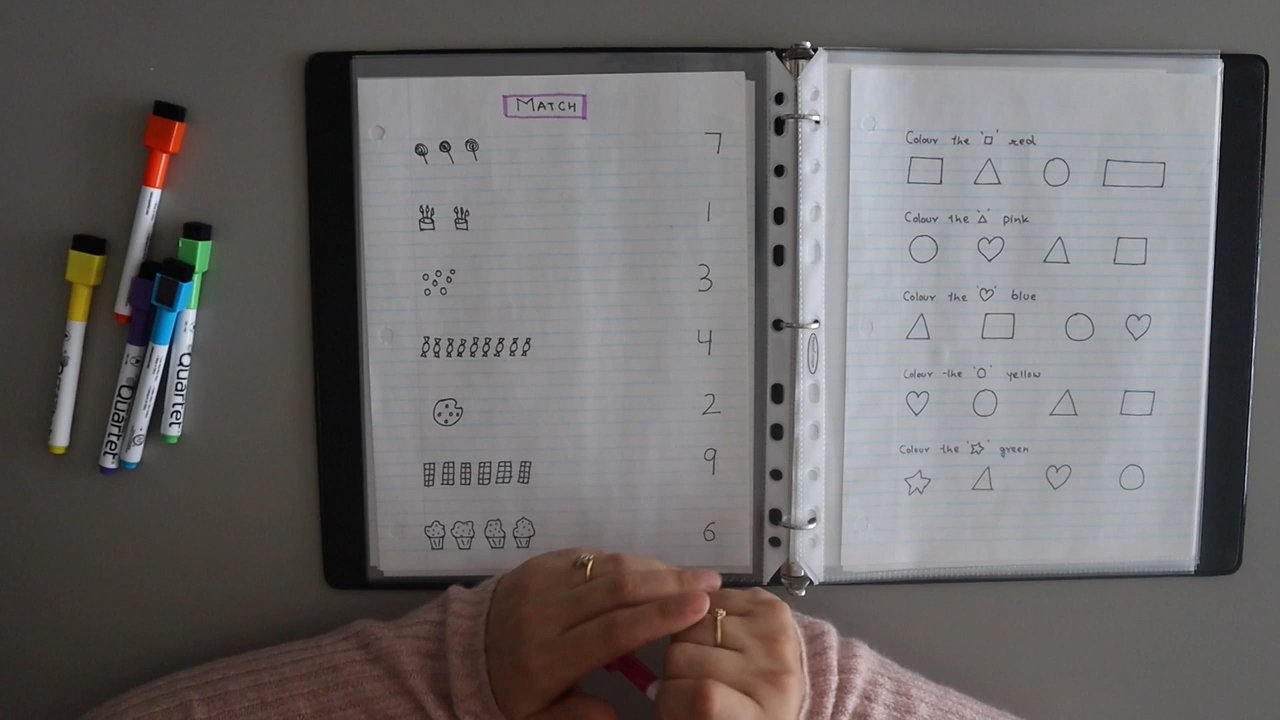 MATCH
7
1
3
4
2
9
6
Colour the '□' red
Colour the '△' pink
Colour the '♡' blue
Colour the '○' yellow
Colour the '☆' green
Quartet
Quartet